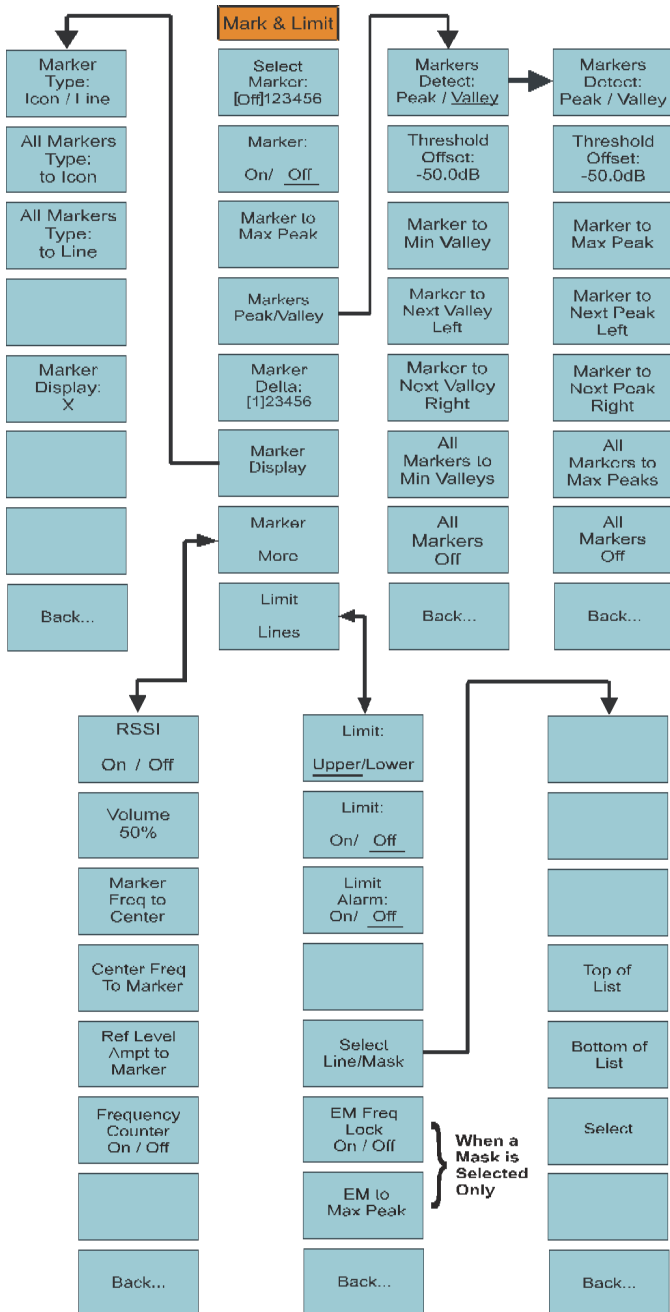 Mark & Limit
Marker
Type:
Icon / Line
All Markers
Type:
to Icon
All Markers
Type:
to Line
Marker
Display:
X
Back...
Select
Marker:
[Off]123456
Marker:
On/ Off
Marker to
Max Peak
Markers
Peak/Valley
Marker
Delta:
[1]23456
Marker
Display
Marker
More
Limit
Lines
Markers
Detect:
Peak / Valley
Threshold
Offset:
-50.0dB
Marker to
Min Valley
Marker to
Next Valley
Left
Marker to
Next Valley
Right
All
Markers to
Min Valleys
All
Markers
Off
Back...
Markers
Detect:
Peak / Valley
Threshold
Offset:
-50.0dB
Marker to
Max Peak
Marker to
Next Peak
Left
Marker to
Next Peak
Right
All
Markers to
Max Peaks
All
Markers
Off
Back...
RSSI
On / Off
Volume
50%
Marker
Freq to
Center
Center Freq
To Marker
Ref Level
Ampt to
Marker
Frequency
Counter
On / Off
Back...
Limit:
Upper/Lower
Limit:
On/ Off
Limit
Alarm:
On/ Off
Select
Line/Mask
EM Freq
Lock
On / Off
EM to
Max Peak
Back...
When a
Mask is
Selected
Only
Top of
List
Bottom of
List
Select
Back...